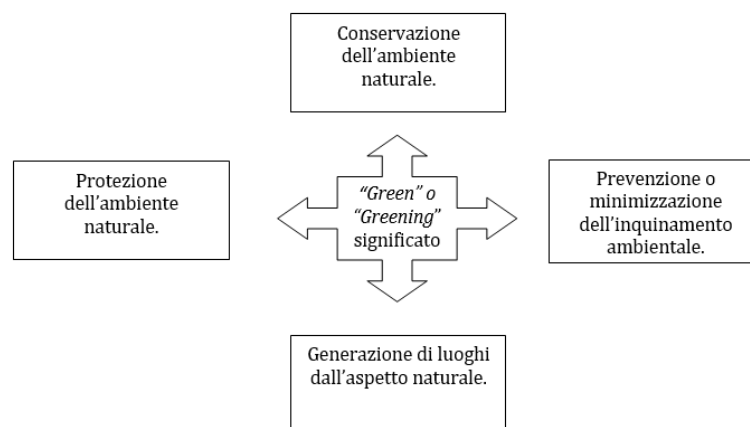 Conservazione
dell’ambiente
naturale.
Protezione
dell’ambiente
naturale.
“Green” o
“Greening”
significato
Prevenzione o
minimizzazione
dell’inquinamento
ambientale.
Generazione di luoghi
dall’aspetto naturale.